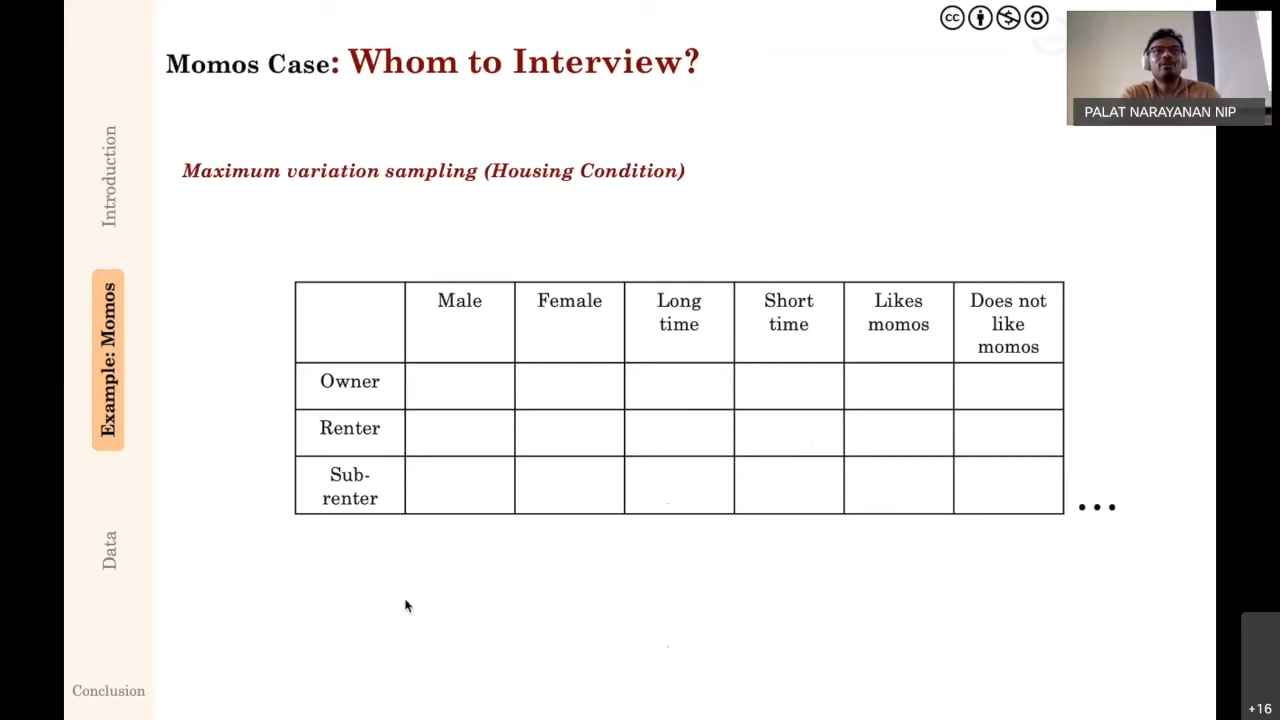 cc
PALAT NARAYANAN NIP
Momos Case: Whom to Interview?
Introduction
Example: Momos
Data
Conclusion
Maximum variation sampling (Housing Condition)
Male
Female
Long
time
Short
time
Likes
momos
Does not
like
momos
Owner
Renter
Sub-
renter
...
+16